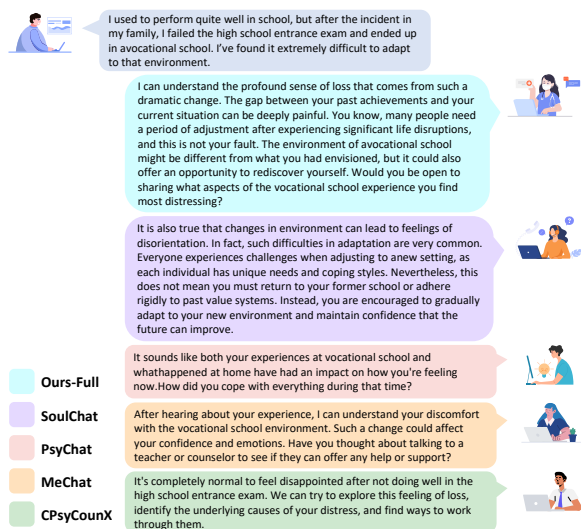 I used to perform quite well in school, but after the incident in
my family, I failed the high school entrance exam and ended up
in avocational school. I've found it extremely difficult to adapt
to that environment.
I can understand the profound sense of loss that comes from such a
dramatic change. The gap between your past achievements and your
current situation can be deeply painful. You know, many people need
a period of adjustment after experiencing significant life disruptions,
and this is not your fault. The environment of avocational school
might be different from what you had envisioned, but it could also
offer an opportunity to rediscover yourself. Would you be open to
sharing what aspects of the vocational school experience you find
most distressing?
It is also true that changes in environment can lead to feelings of
disorientation. In fact, such difficulties in adaptation are very common.
Everyone experiences challenges when adjusting to anew setting, as
each individual has unique needs and coping styles. Nevertheless, this
does not mean you must return to your former school or adhere
rigidly to past value systems. Instead, you are encouraged to gradually
adapt to your new environment and maintain confidence that the
future can improve.
It sounds like both your experiences at vocational school and
whathappened at home have had an impact on how you're feeling
now.How did you cope with everything during that time?
After hearing about your experience, I can understand your discomfort
with the vocational school environment. Such a change could affect
your confidence and emotions. Have you thought about talking to a
teacher or counselor to see if they can offer any help or support?
It's completely normal to feel disappointed after not doing well in the
high school entrance exam. We can try to explore this feeling of loss,
identify the underlying causes of your distress, and find ways to work
through them.
Ours-Full
SoulChat
PsyChat
MeChat
CPsyCounX